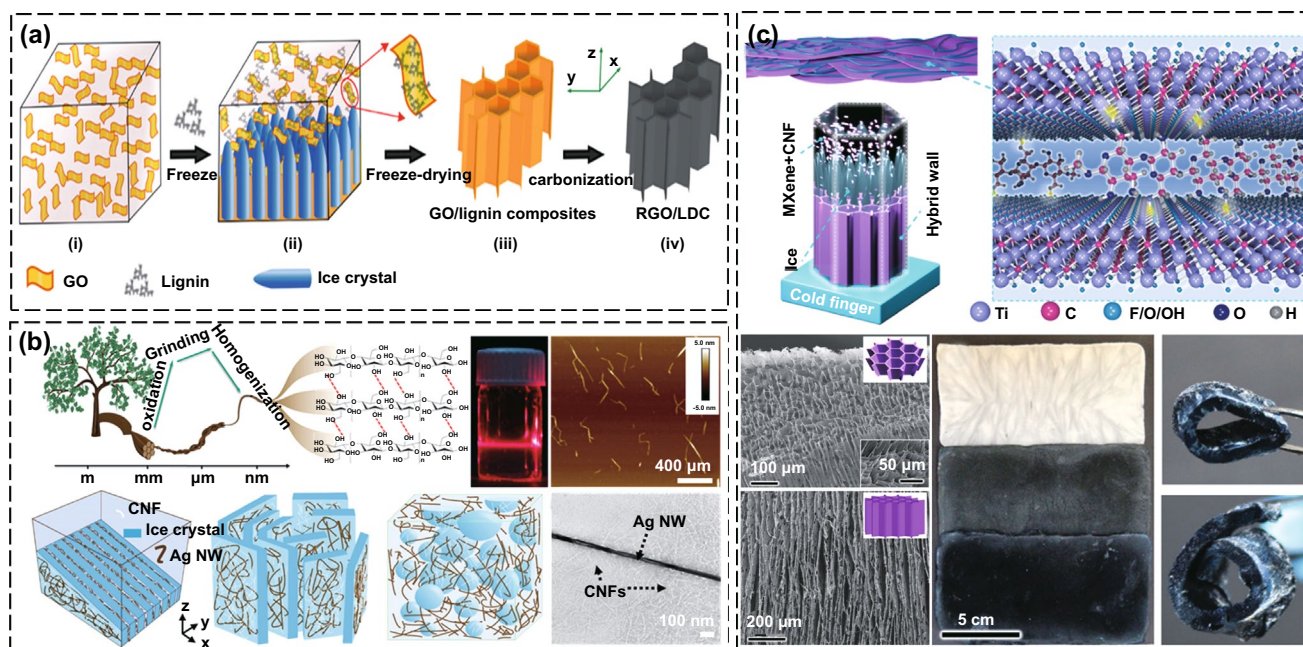 (a)
z
x
y
Freeze
Freeze-drying
carbonization
GO/lignin composites
RGO/LDC
(i)
(ii)
(iii)
(iv)
GO
Lignin
Ice crystal
(b)
oxidation
Grinding
Homogenization
m
mm
μm
nm
5.0 nm
-5.0 nm
400 μm
CNF
Ice crystal
Ag NW
z
y
x
Ag NW
CNFs
100 nm
(c)
MXene+CNF
Ice
Hybrid wall
Cold finger
Ti
C
F/O/OH
O
H
100 μm
50 μm
200 μm
5 cm